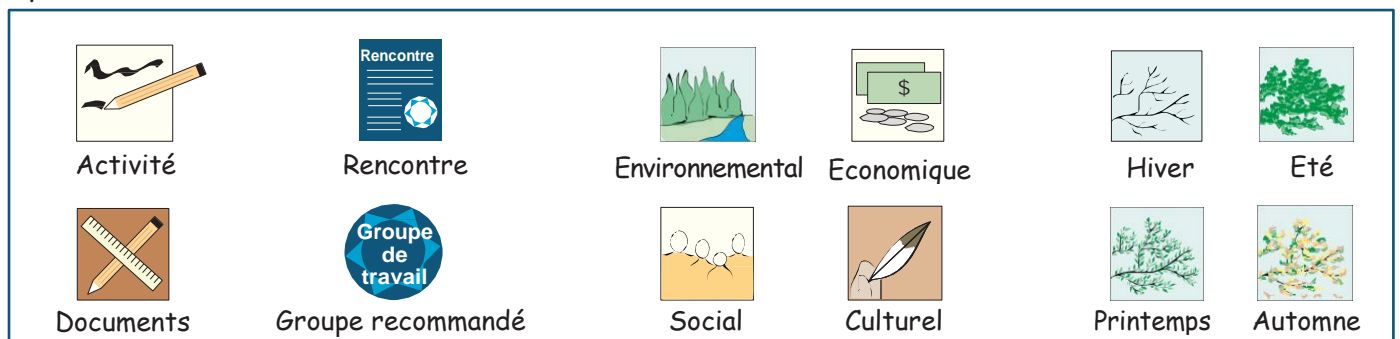 Rencontre
$
Activité
Rencontre
Environnemental
Economique
Hiver
Eté
Groupe
de
travail
Documents
Groupe recommandé
Social
Culturel
Printemps
Automne